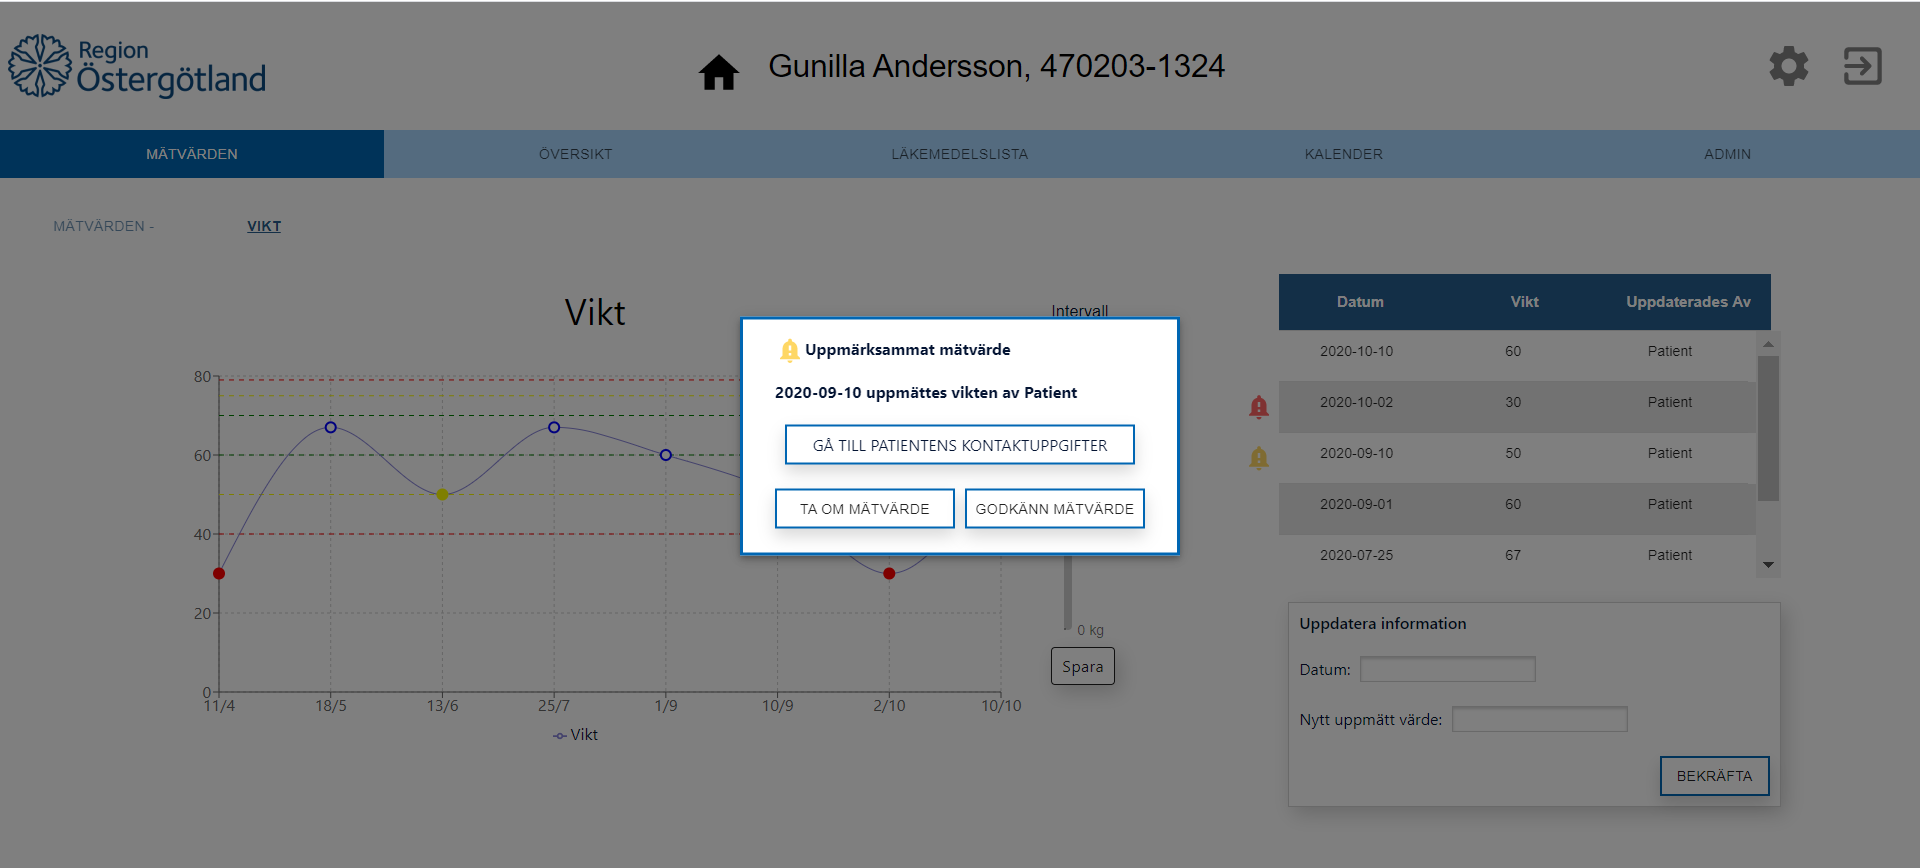 Region
Östergötland
Gunilla Andersson, 470203-1324
MÄTVÄRDEN
ÖVERSIKT
LÄKEMEDELSLISTA
KALENDER
ADMIN
MÄTVÄRDEN -
VIKT
Vikt
Intervall
80
60
40
20
0
11/4
18/5
13/6
25/7
1/9
10/9
2/10
10/10
Vikt
0 kg
Spara
Uppmärksammat mätvärde
2020-09-10 uppmättes vikten av Patient
GÅ TILL PATIENTENS KONTAKTUPPGIFTER
TA OM MÄTVÄRDE
GODKÄNN MÄTVÄRDE
Datum Vikt Uppdaterades Av
2020-10-10 60 Patient
2020-10-02 30 Patient
2020-09-10 50 Patient
2020-09-01 60 Patient
2020-07-25 67 Patient
Uppdatera information
Datum:
Nytt uppmätt värde:
BEKRÄFTA